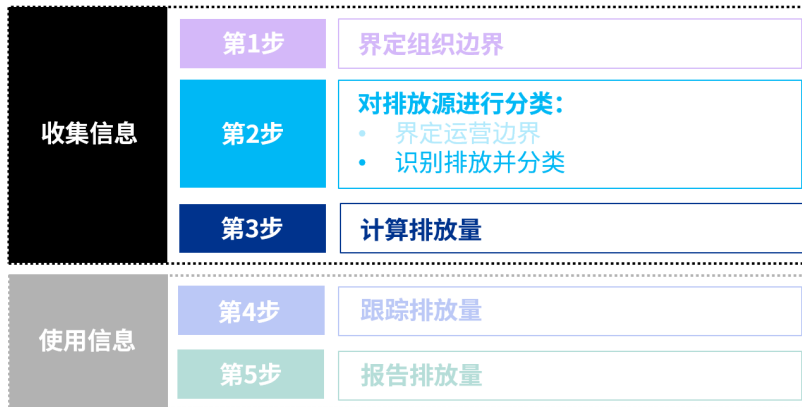 收集信息
第1步
界定组织边界
第2步
对排放源进行分类：
• 界定运营边界
• 识别排放并分类
第3步
计算排放量
使用信息
第4步
跟踪排放量
第5步
报告排放量